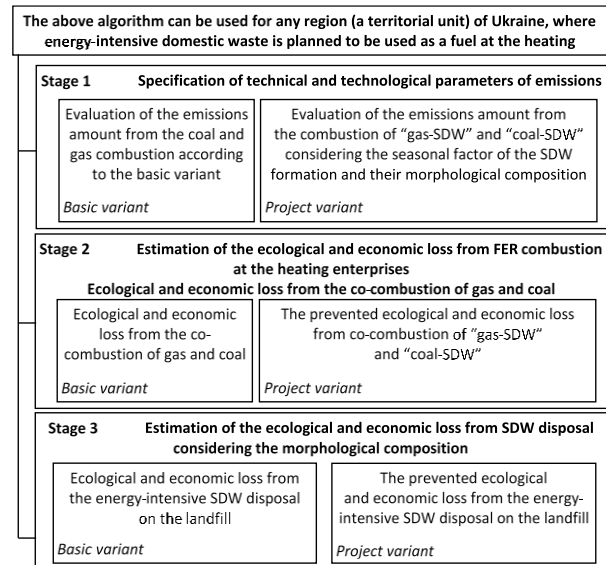 The above algorithm can be used for any region (a territorial unit) of Ukraine, where
energy-intensive domestic waste is planned to be used as a fuel at the heating
Stage 1 Specification of technical and technological parameters of emissions
Evaluation of the emissions
amount from the coal and
gas combustion according
to the basic variant
Basic variant
Evaluation of the emissions amount from
the combustion of “gas-SDW” and “coal-SDW”
considering the seasonal factor of the SDW
formation and their morphological composition
Project variant
Stage 2 Estimation of the ecological and economic loss from FER combustion
at the heating enterprises
Ecological and economic loss from the co-combustion of gas and coal
Ecological and economic
loss from the co-
combustion of gas and coal
Basic variant
The prevented ecological and economic loss
from co-combustion of “gas-SDW”
and “coal-SDW”
Project variant
Stage 3 Estimation of the ecological and economic loss from SDW disposal
considering the morphological composition
Ecological and economic loss from
the energy-intensive SDW disposal
on the landfill
Basic variant
The prevented ecological
and economic loss from the energy-
intensive SDW disposal on the landfill
Project variant